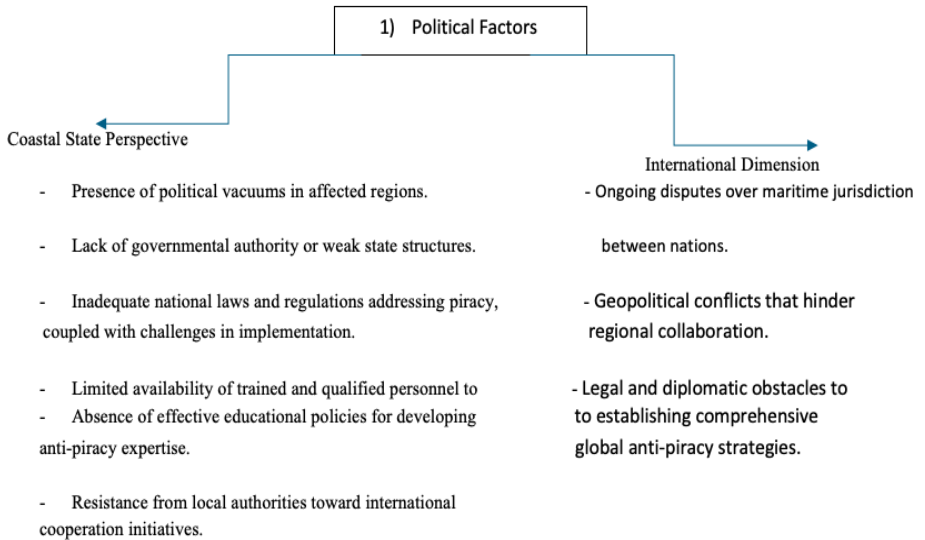 1) Political Factors
Coastal State Perspective
- Presence of political vacuums in affected regions.
- Lack of governmental authority or weak state structures.
- Inadequate national laws and regulations addressing piracy,
coupled with challenges in implementation.
- Limited availability of trained and qualified personnel to
- Absence of effective educational policies for developing
anti-piracy expertise.
- Resistance from local authorities toward international
cooperation initiatives.
International Dimension
- Ongoing disputes over maritime jurisdiction
between nations.
- Geopolitical conflicts that hinder
regional collaboration.
- Legal and diplomatic obstacles to
to establishing comprehensive
global anti-piracy strategies.